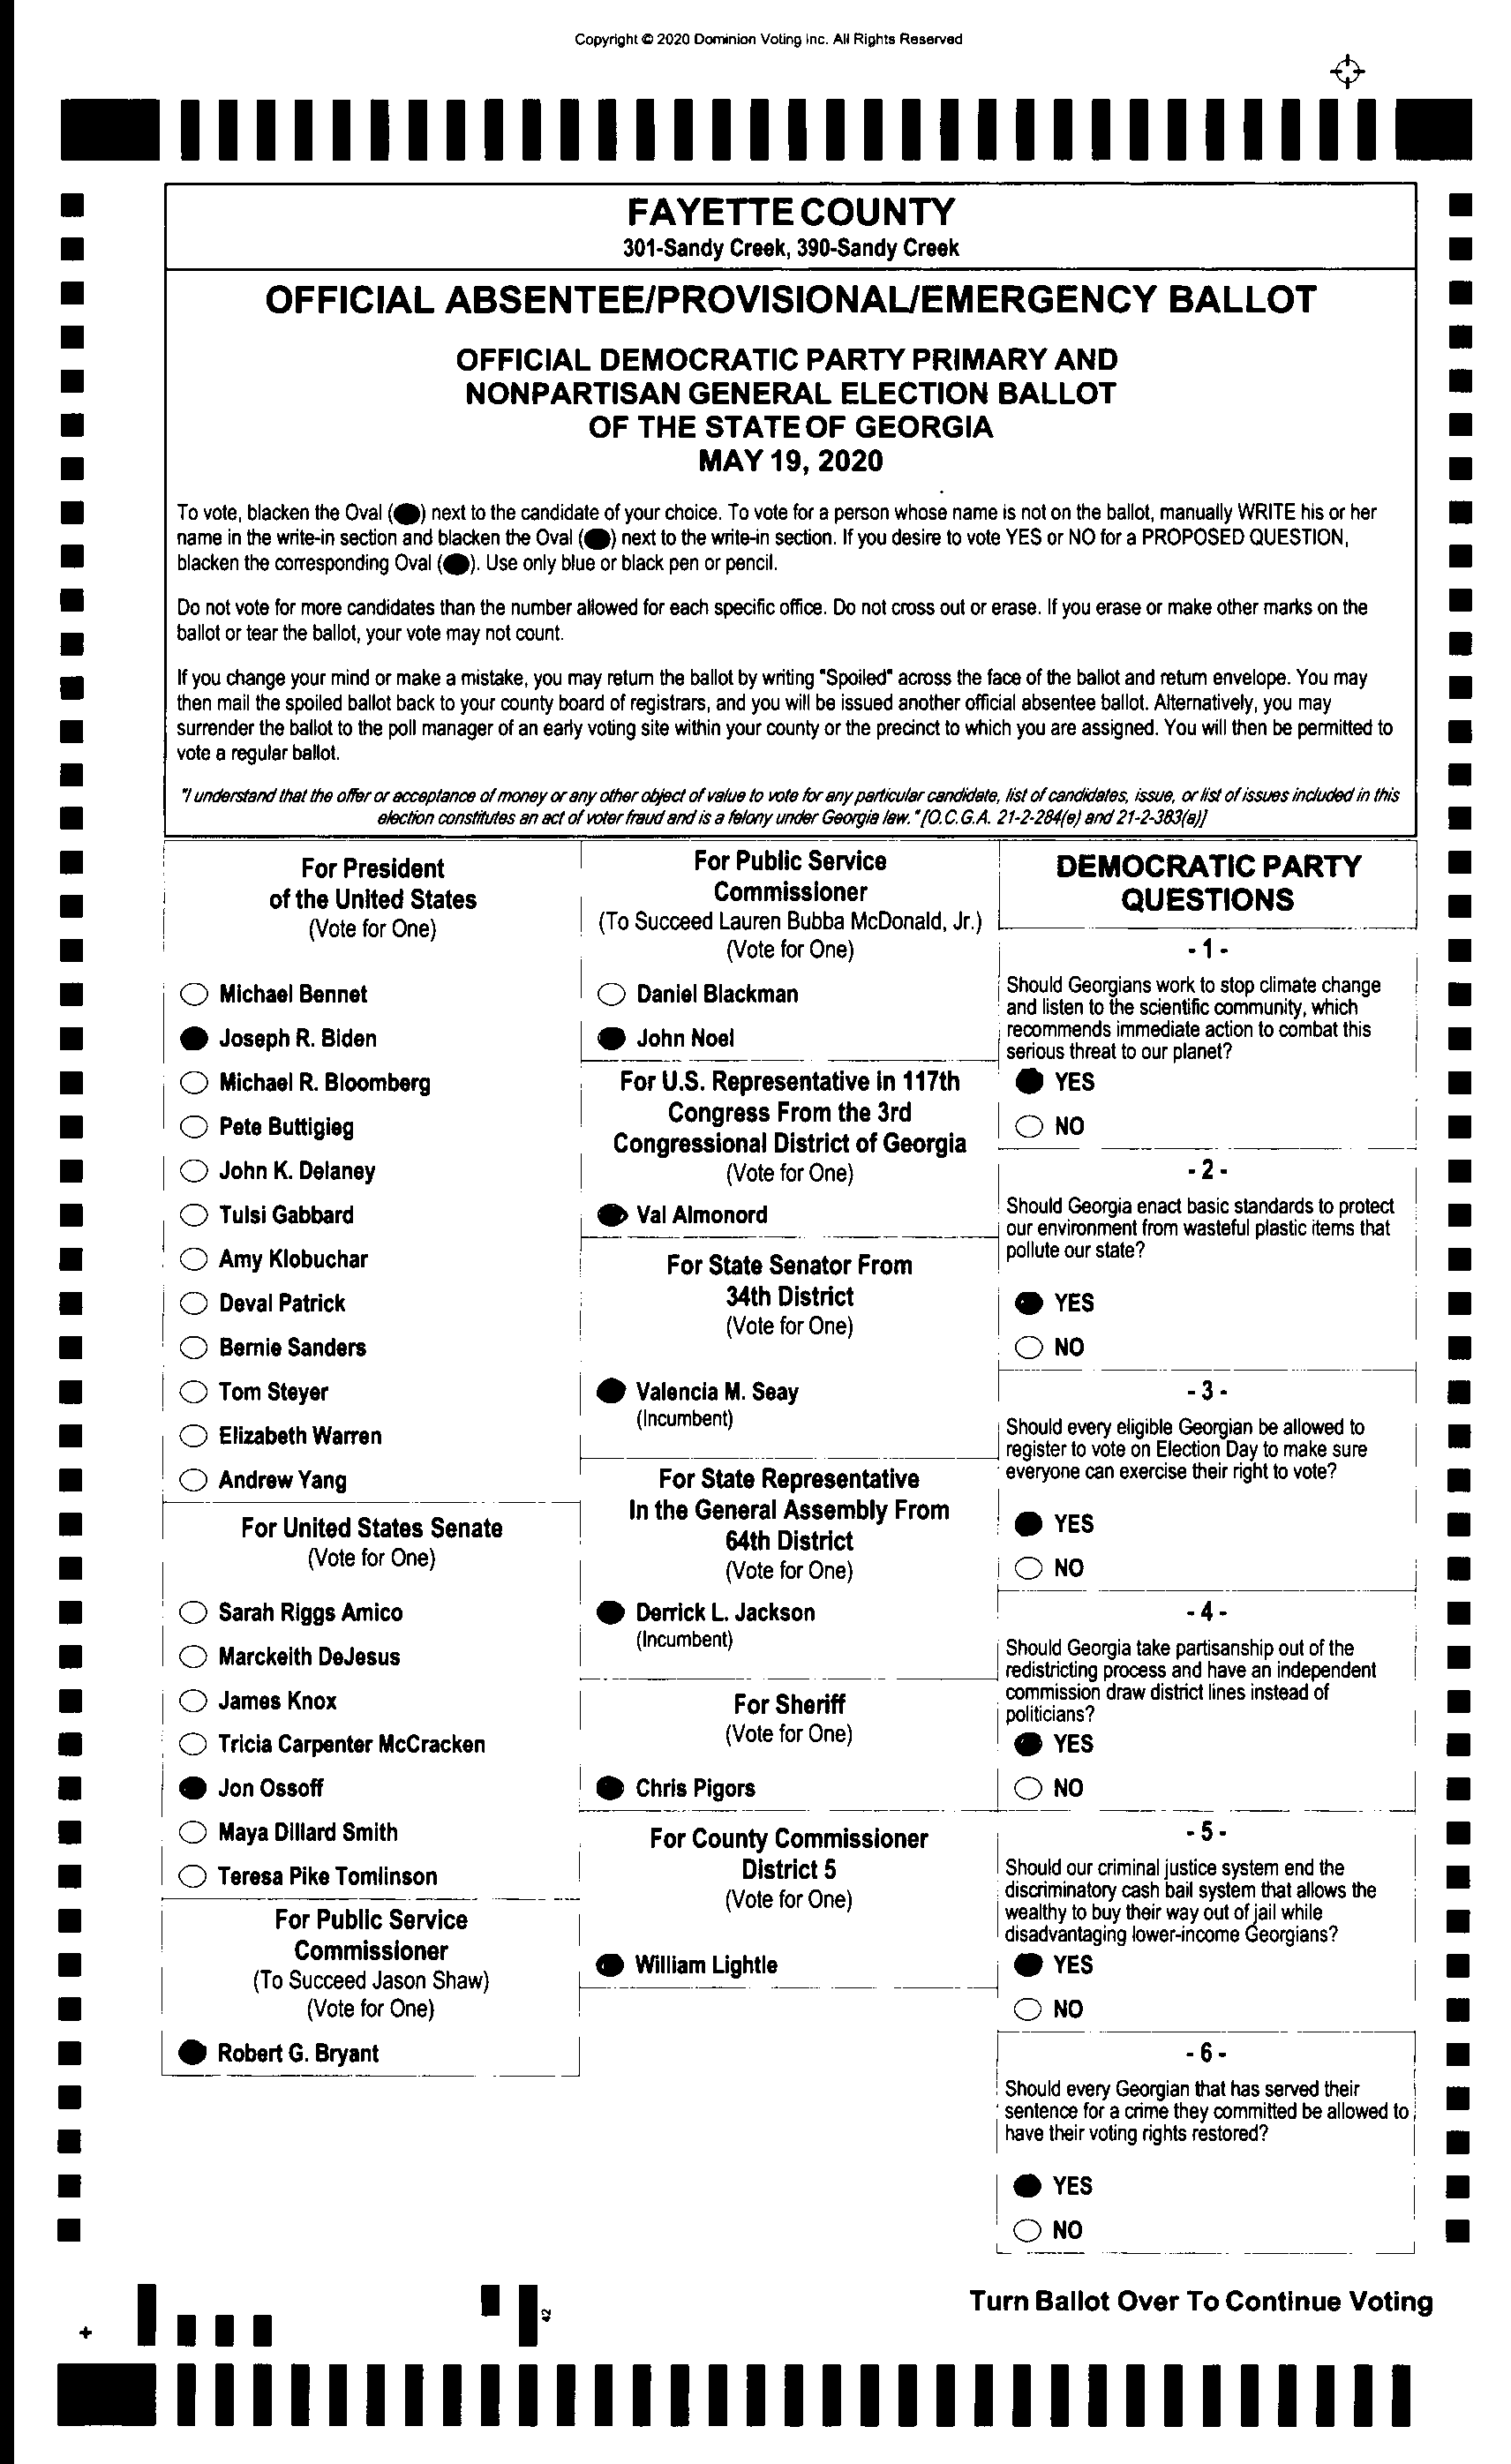 Copyright © 2020 Dominion Voting Inc. All Rights Reserved
FAYETTE COUNTY
301-Sandy Creek, 390-Sandy Creek
OFFICIAL ABSENTEE/PROVISIONAL/EMERGENCY BALLOT
OFFICIAL DEMOCRATIC PARTY PRIMARY AND
NONPARTISAN GENERAL ELECTION BALLOT
OF THE STATE OF GEORGIA
MAY 19, 2020
To vote, blacken the Oval (●) next to the candidate of your choice. To vote for a person whose name is not on the ballot, manually WRITE his or her
name in the write-in section and blacken the Oval (●) next to the write-in section. If you desire to vote YES or NO for a PROPOSED QUESTION,
blacken the corresponding Oval (●). Use only blue or black pen or pencil.
Do not vote for more candidates than the number allowed for each specific office. Do not cross out or erase. If you erase or make other marks on the
ballot or tear the ballot, your vote may not count.
If you change your mind or make a mistake, you may return the ballot by writing "Spoiled" across the face of the ballot and return envelope. You may
then mail the spoiled ballot back to your county board of registrars, and you will be issued another official absentee ballot. Alternatively, you may
surrender the ballot to the poll manager of an early voting site within your county or the precinct to which you are assigned. You will then be permitted to
vote a regular ballot.
"I understand that the offer or acceptance of money or any other object of value to vote for any particular candidate, list of candidates, issue, or list of issues included in this
election constitutes an act of voter fraud and is a felony under Georgia law." [O.C.G.A. 21-2-284(e) and 21-2-383(a)]
For President
of the United States
(Vote for One)
Michael Bennet
Joseph R. Biden
Michael R. Bloomberg
Pete Buttigieg
John K. Delaney
Tulsi Gabbard
Amy Klobuchar
Deval Patrick
Bernie Sanders
Tom Steyer
Elizabeth Warren
Andrew Yang
For United States Senate
(Vote for One)
Sarah Riggs Amico
Marckeith DeJesus
James Knox
Tricia Carpenter McCracken
Jon Ossoff
Maya Dillard Smith
Teresa Pike Tomlinson
For Public Service
Commissioner
(To Succeed Jason Shaw)
(Vote for One)
Robert G. Bryant
For Public Service
Commissioner
(To Succeed Lauren Bubba McDonald, Jr.)
(Vote for One)
Daniel Blackman
John Noel
For U.S. Representative in 117th
Congress From the 3rd
Congressional District of Georgia
(Vote for One)
Val Almonord
For State Senator From
34th District
(Vote for One)
Valencia M. Seay
(Incumbent)
For State Representative
In the General Assembly From
64th District
(Vote for One)
Derrick L. Jackson
(Incumbent)
For Sheriff
(Vote for One)
Chris Pigors
For County Commissioner
District 5
(Vote for One)
William Lightle
DEMOCRATIC PARTY
QUESTIONS
- 1 -
Should Georgians work to stop climate change
and listen to the scientific community, which
recommends immediate action to combat this
serious threat to our planet?
YES
NO
- 2 -
Should Georgia enact basic standards to protect
our environment from wasteful plastic items that
pollute our state?
YES
NO
- 3 -
Should every eligible Georgian be allowed to
register to vote on Election Day to make sure
everyone can exercise their right to vote?
YES
NO
- 4 -
Should Georgia take partisanship out of the
redistricting process and have an independent
commission draw district lines instead of
politicians?
YES
NO
- 5 -
Should our criminal justice system end the
discriminatory cash bail system that allows the
wealthy to buy their way out of jail while
disadvantaging lower-income Georgians?
YES
NO
- 6 -
Should every Georgian that has served their
sentence for a crime they committed be allowed to
have their voting rights restored?
YES
NO
Turn Ballot Over To Continue Voting
42